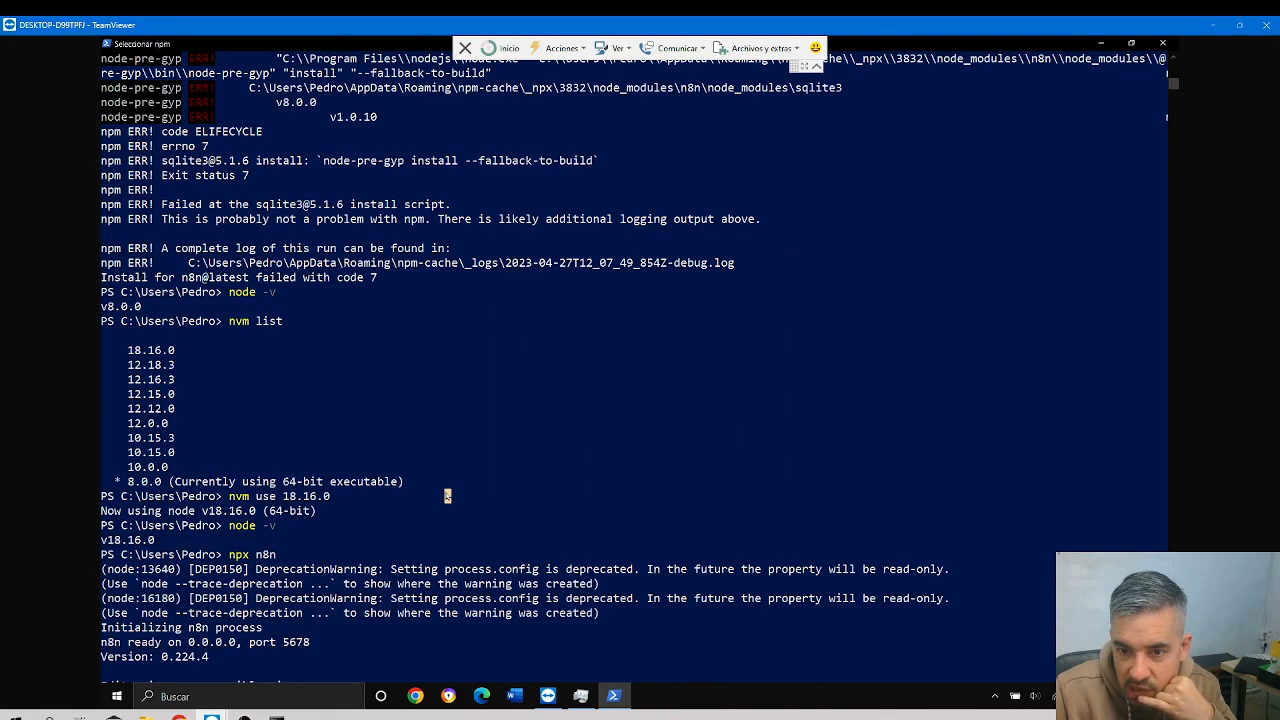 DESKTOP-D99TPFJ - TeamViewer
Seleccionar npm
Inicio
Acciones
Ver
Comunicar
Archivos y extras
node-pre-gyp ERR!
node-pre-gyp\\bin\\node-pre-gyp" "install" "--fallback-to-build"
node-pre-gyp ERR! C:\Users\Pedro\AppData\Roaming\npm-cache\_npx\3832\node_modules\n8n\node_modules\sqlite3
node-pre-gyp ERR! v8.0.0
node-pre-gyp ERR! v1.0.10
npm ERR! code ELIFECYCLE
npm ERR! errno 7
npm ERR! sqlite3@5.1.6 install: `node-pre-gyp install --fallback-to-build`
npm ERR! Exit status 7
npm ERR!
npm ERR! Failed at the sqlite3@5.1.6 install script.
npm ERR! This is probably not a problem with npm. There is likely additional logging output above.
npm ERR! A complete log of this run can be found in:
npm ERR! C:\Users\Pedro\AppData\Roaming\npm-cache\_logs\2023-04-27T12_07_49_854Z-debug.log
Install for n8n@latest failed with code 7
PS C:\Users\Pedro> node -v
v8.0.0
PS C:\Users\Pedro> nvm list
18.16.0
12.18.3
12.16.3
12.15.0
12.12.0
12.0.0
10.15.3
10.15.0
10.0.0
* 8.0.0 (Currently using 64-bit executable)
PS C:\Users\Pedro> nvm use 18.16.0
Now using node v18.16.0 (64-bit)
PS C:\Users\Pedro> node -v
v18.16.0
PS C:\Users\Pedro> npx n8n
(node:13640) [DEP0150] DeprecationWarning: Setting process.config is deprecated. In the future the property will be read-only.
(Use `node --trace-deprecation ...` to show where the warning was created)
(node:16180) [DEP0150] DeprecationWarning: Setting process.config is deprecated. In the future the property will be read-only.
(Use `node --trace-deprecation ...` to show where the warning was created)
Initializing n8n process
n8n ready on 0.0.0.0, port 5678
Version: 0.224.4
Buscar